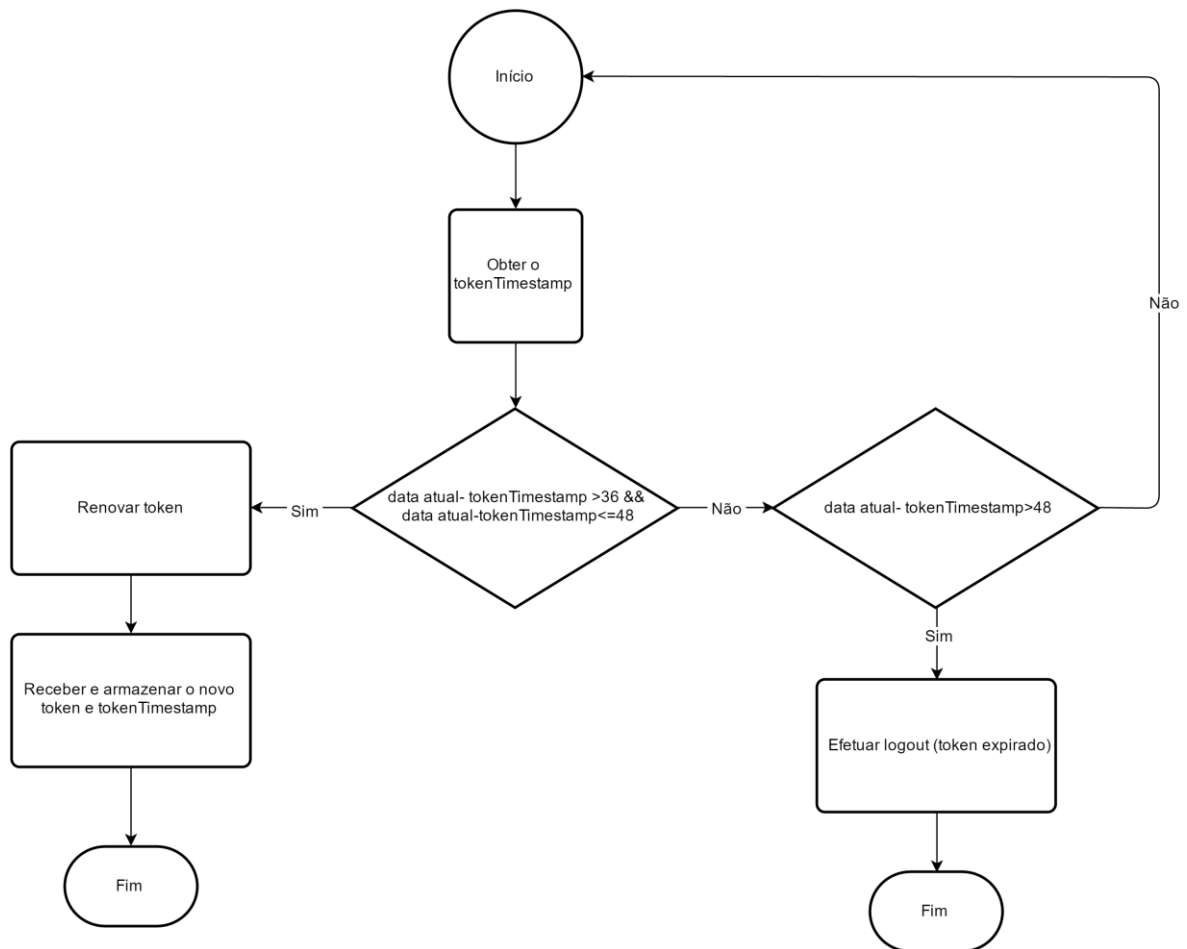 Início
Obter o
tokenTimestamp
Não
data atual- tokenTimestamp >36 &&
data atual-tokenTimestamp<=48
Sim
Renovar token
Não
data atual- tokenTimestamp>48
Receber e armazenar o novo
token e tokenTimestamp
Sim
Efetuar logout (token expirado)
Fim
Fim